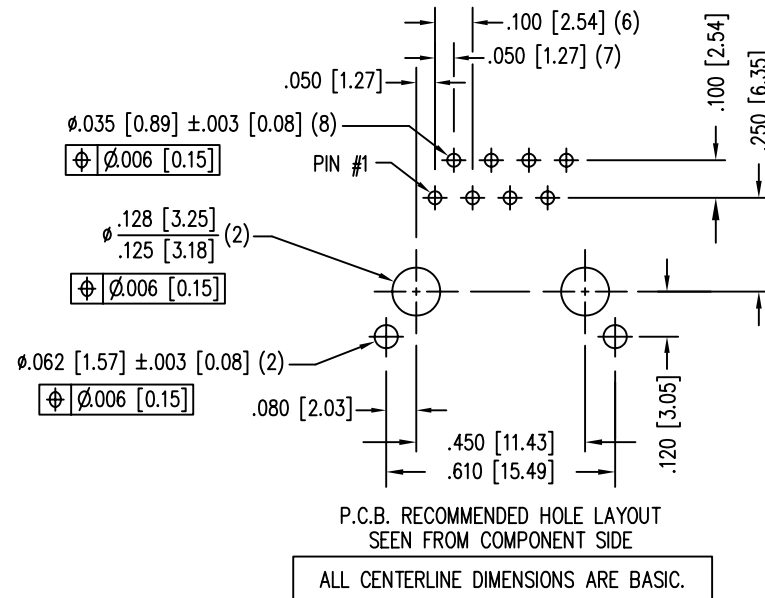 .100 [2.54] (6)
.050 [1.27] (7)
.050 [1.27]
.100 [2.54]
.250 [6.35]
ø.035 [0.89] ±.003 [0.08] (8)
⌖ Ø.006 [0.15]
PIN #1
ø .128 [3.25]
.125 [3.18] (2)
⌖ Ø.006 [0.15]
ø.062 [1.57] ±.003 [0.08] (2)
⌖ Ø.006 [0.15]
.080 [2.03]
.450 [11.43]
.610 [15.49]
.120 [3.05]
P.C.B. RECOMMENDED HOLE LAYOUT
SEEN FROM COMPONENT SIDE
ALL CENTERLINE DIMENSIONS ARE BASIC.